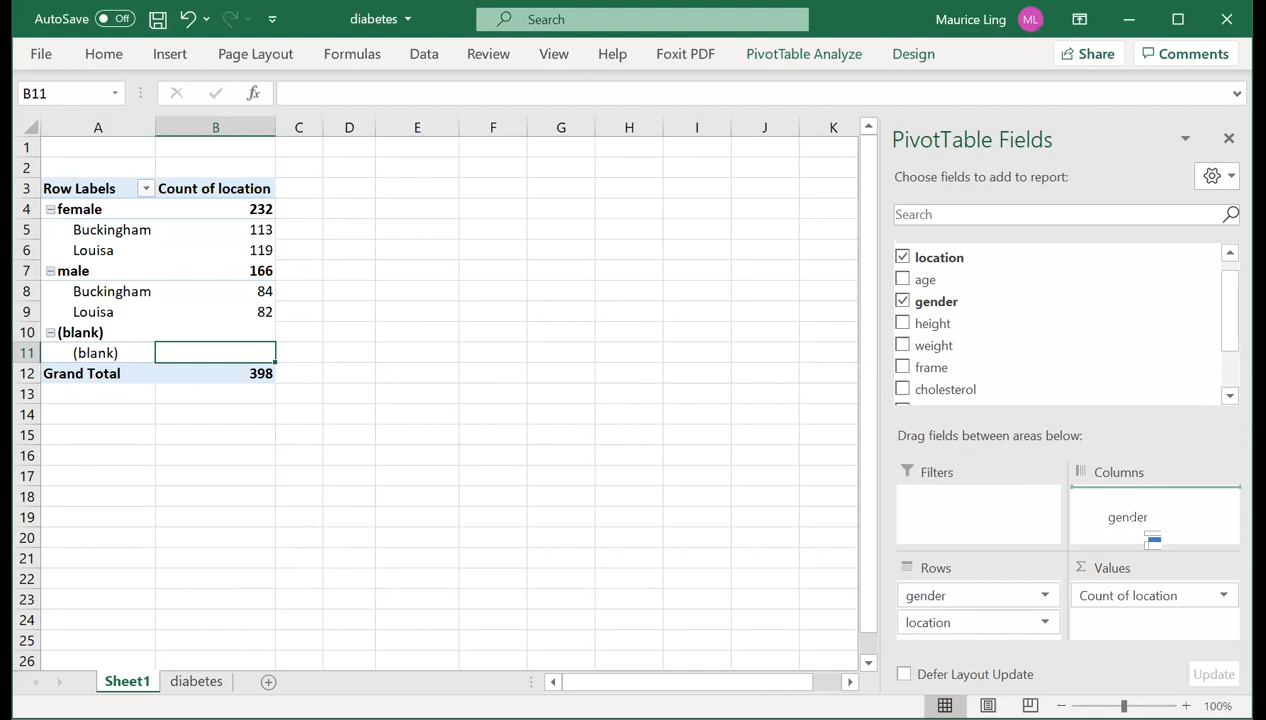 AutoSave Off diabetes Search Maurice Ling ML
File Home Insert Page Layout Formulas Data Review View Help Foxit PDF PivotTable Analyze Design Share Comments
B11 fx
A B C D E F G H I J K
1
2
3 Row Labels Count of location
4 female 232
5 Buckingham 113
6 Louisa 119
7 male 166
8 Buckingham 84
9 Louisa 82
10 (blank)
11 (blank)
12 Grand Total 398
13
14
15
16
17
18
19
20
21
22
23
24
25
26
Sheet1 diabetes
PivotTable Fields
Choose fields to add to report:
Search
location
age
gender
height
weight
frame
cholesterol
Drag fields between areas below:
Filters
Columns
gender
Rows
gender
location
Σ Values
Count of location
Defer Layout Update Update
100%